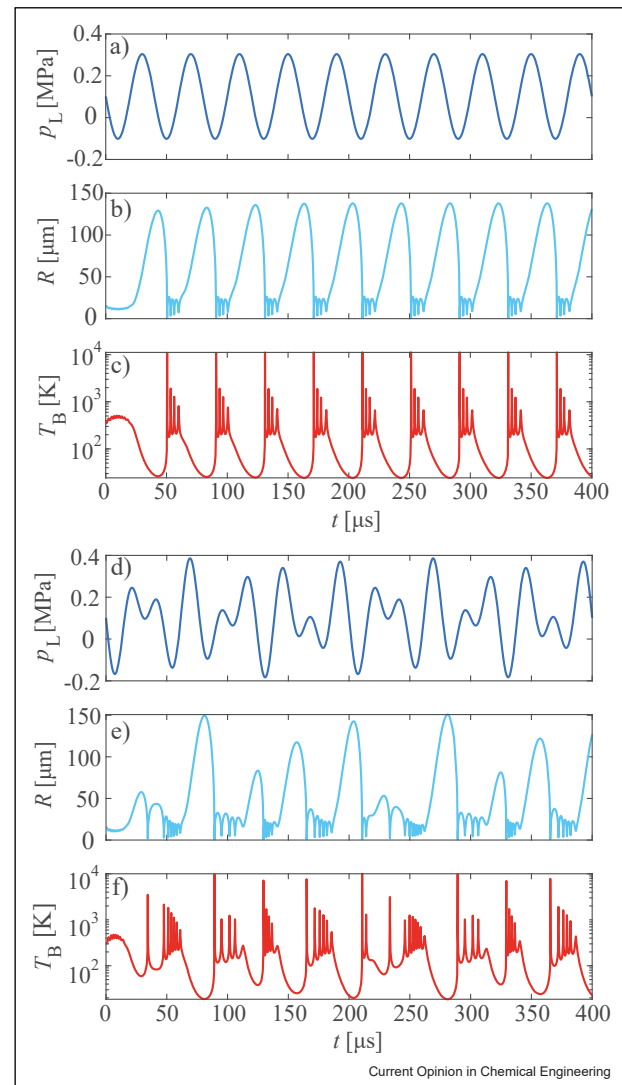 a)
p_L [MPa]
0.4
0.2
0
-0.2
b)
R [μm]
150
100
50
0
c)
T_B [K]
10^4
10^3
10^2
0 50 100 150 200 250 300 350 400
t [μs]
d)
p_L [MPa]
0.4
0.2
0
-0.2
e)
R [μm]
150
100
50
0
f)
T_B [K]
10^4
10^3
10^2
0 50 100 150 200 250 300 350 400
t [μs]
Current Opinion in Chemical Engineering